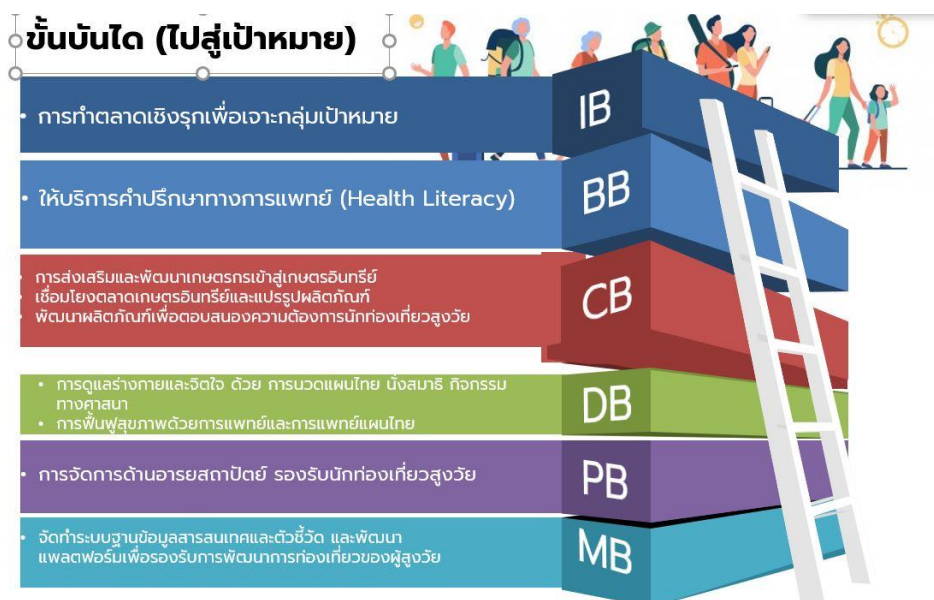 ขั้นบันได (ไปสู่เป้าหมาย)
• การทำตลาดเชิงรุกเพื่อเจาะกลุ่มเป้าหมาย
IB
• ให้บริการคำปรึกษาทางการแพทย์ (Health Literacy)
BB
• การส่งเสริมและพัฒนาเกษตรกรเข้าสู่เกษตรอินทรีย์
• เชื่อมโยงตลาดเกษตรอินทรีย์และแปรรูปผลิตภัณฑ์
• พัฒนาผลิตภัณฑ์เพื่อตอบสนองความต้องการนักท่องเที่ยวสูงวัย
CB
• การดูแลร่างกายและจิตใจ ด้วย การนวดแผนไทย นั่งสมาธิ กิจกรรม
ทางศาสนา
• การฟื้นฟูสุขภาพด้วยการแพทย์และการแพทย์แผนไทย
DB
• การจัดการด้านอารยสถาปัตย์ รองรับนักท่องเที่ยวสูงวัย
PB
• จัดทำระบบฐานข้อมูลสารสนเทศและตัวชี้วัด และพัฒนา
แพลตฟอร์มเพื่อรองรับการพัฒนาการท่องเที่ยวของผู้สูงวัย
MB